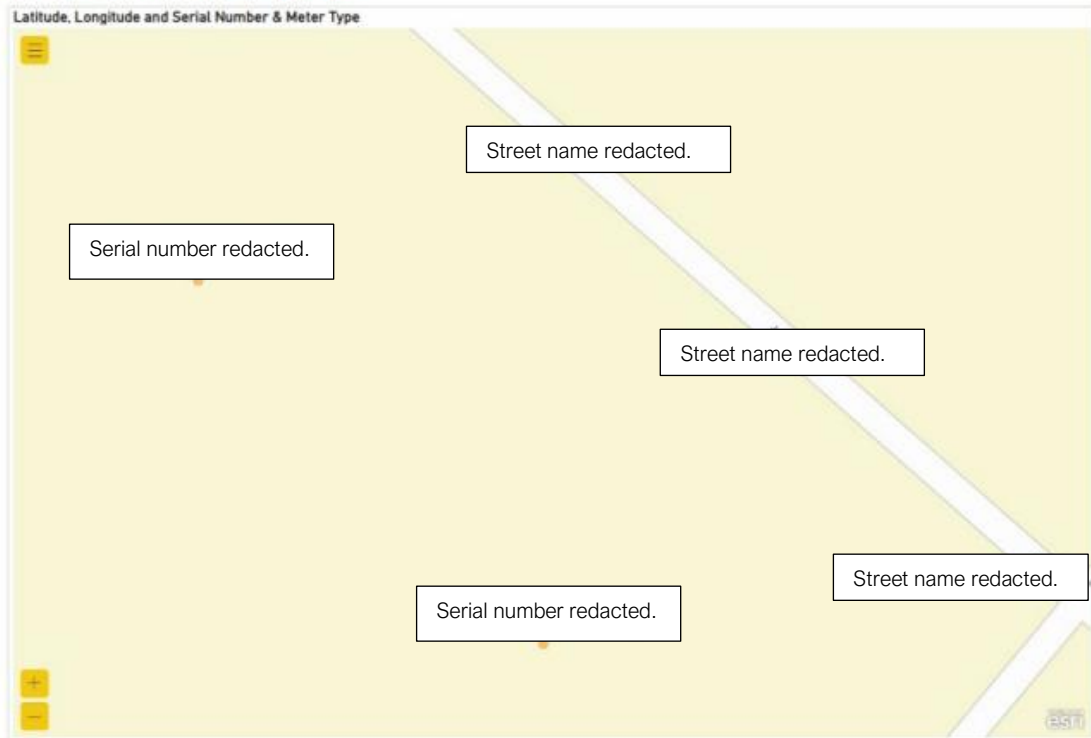 Latitude, Longitude and Serial Number & Meter Type
Street name redacted.
Serial number redacted.
Street name redacted.
Street name redacted.
Serial number redacted.
+
−
esri